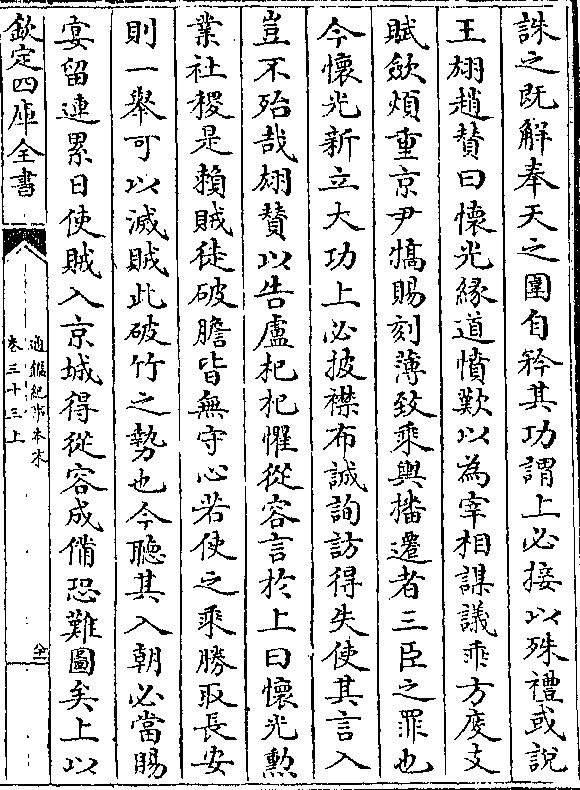 誅之既解奉天之圍自矜其功謂上必接以殊禮或說
王翃趙賛曰懷光緣道憤歎以為宰相謀議乖方度支
賦斂煩重京尹犒賜刻薄致乘輿播遷者三臣之罪也
今懷光新立大功上必披襟布誠詢訪得失使其言入
豈不殆哉翃賛以告盧𣏌𣏌懼從容言於上曰懷光勲
業社稷是賴賊徒破膽皆無守心若使之乘勝取長安
則一舉可以滅賊此破竹之勢也今聽其入朝必當賜
宴留連累日使賊入京城得從容成備恐難圖矣上以
欽定四庫全書
通鑑紀事本末
卷三十三上